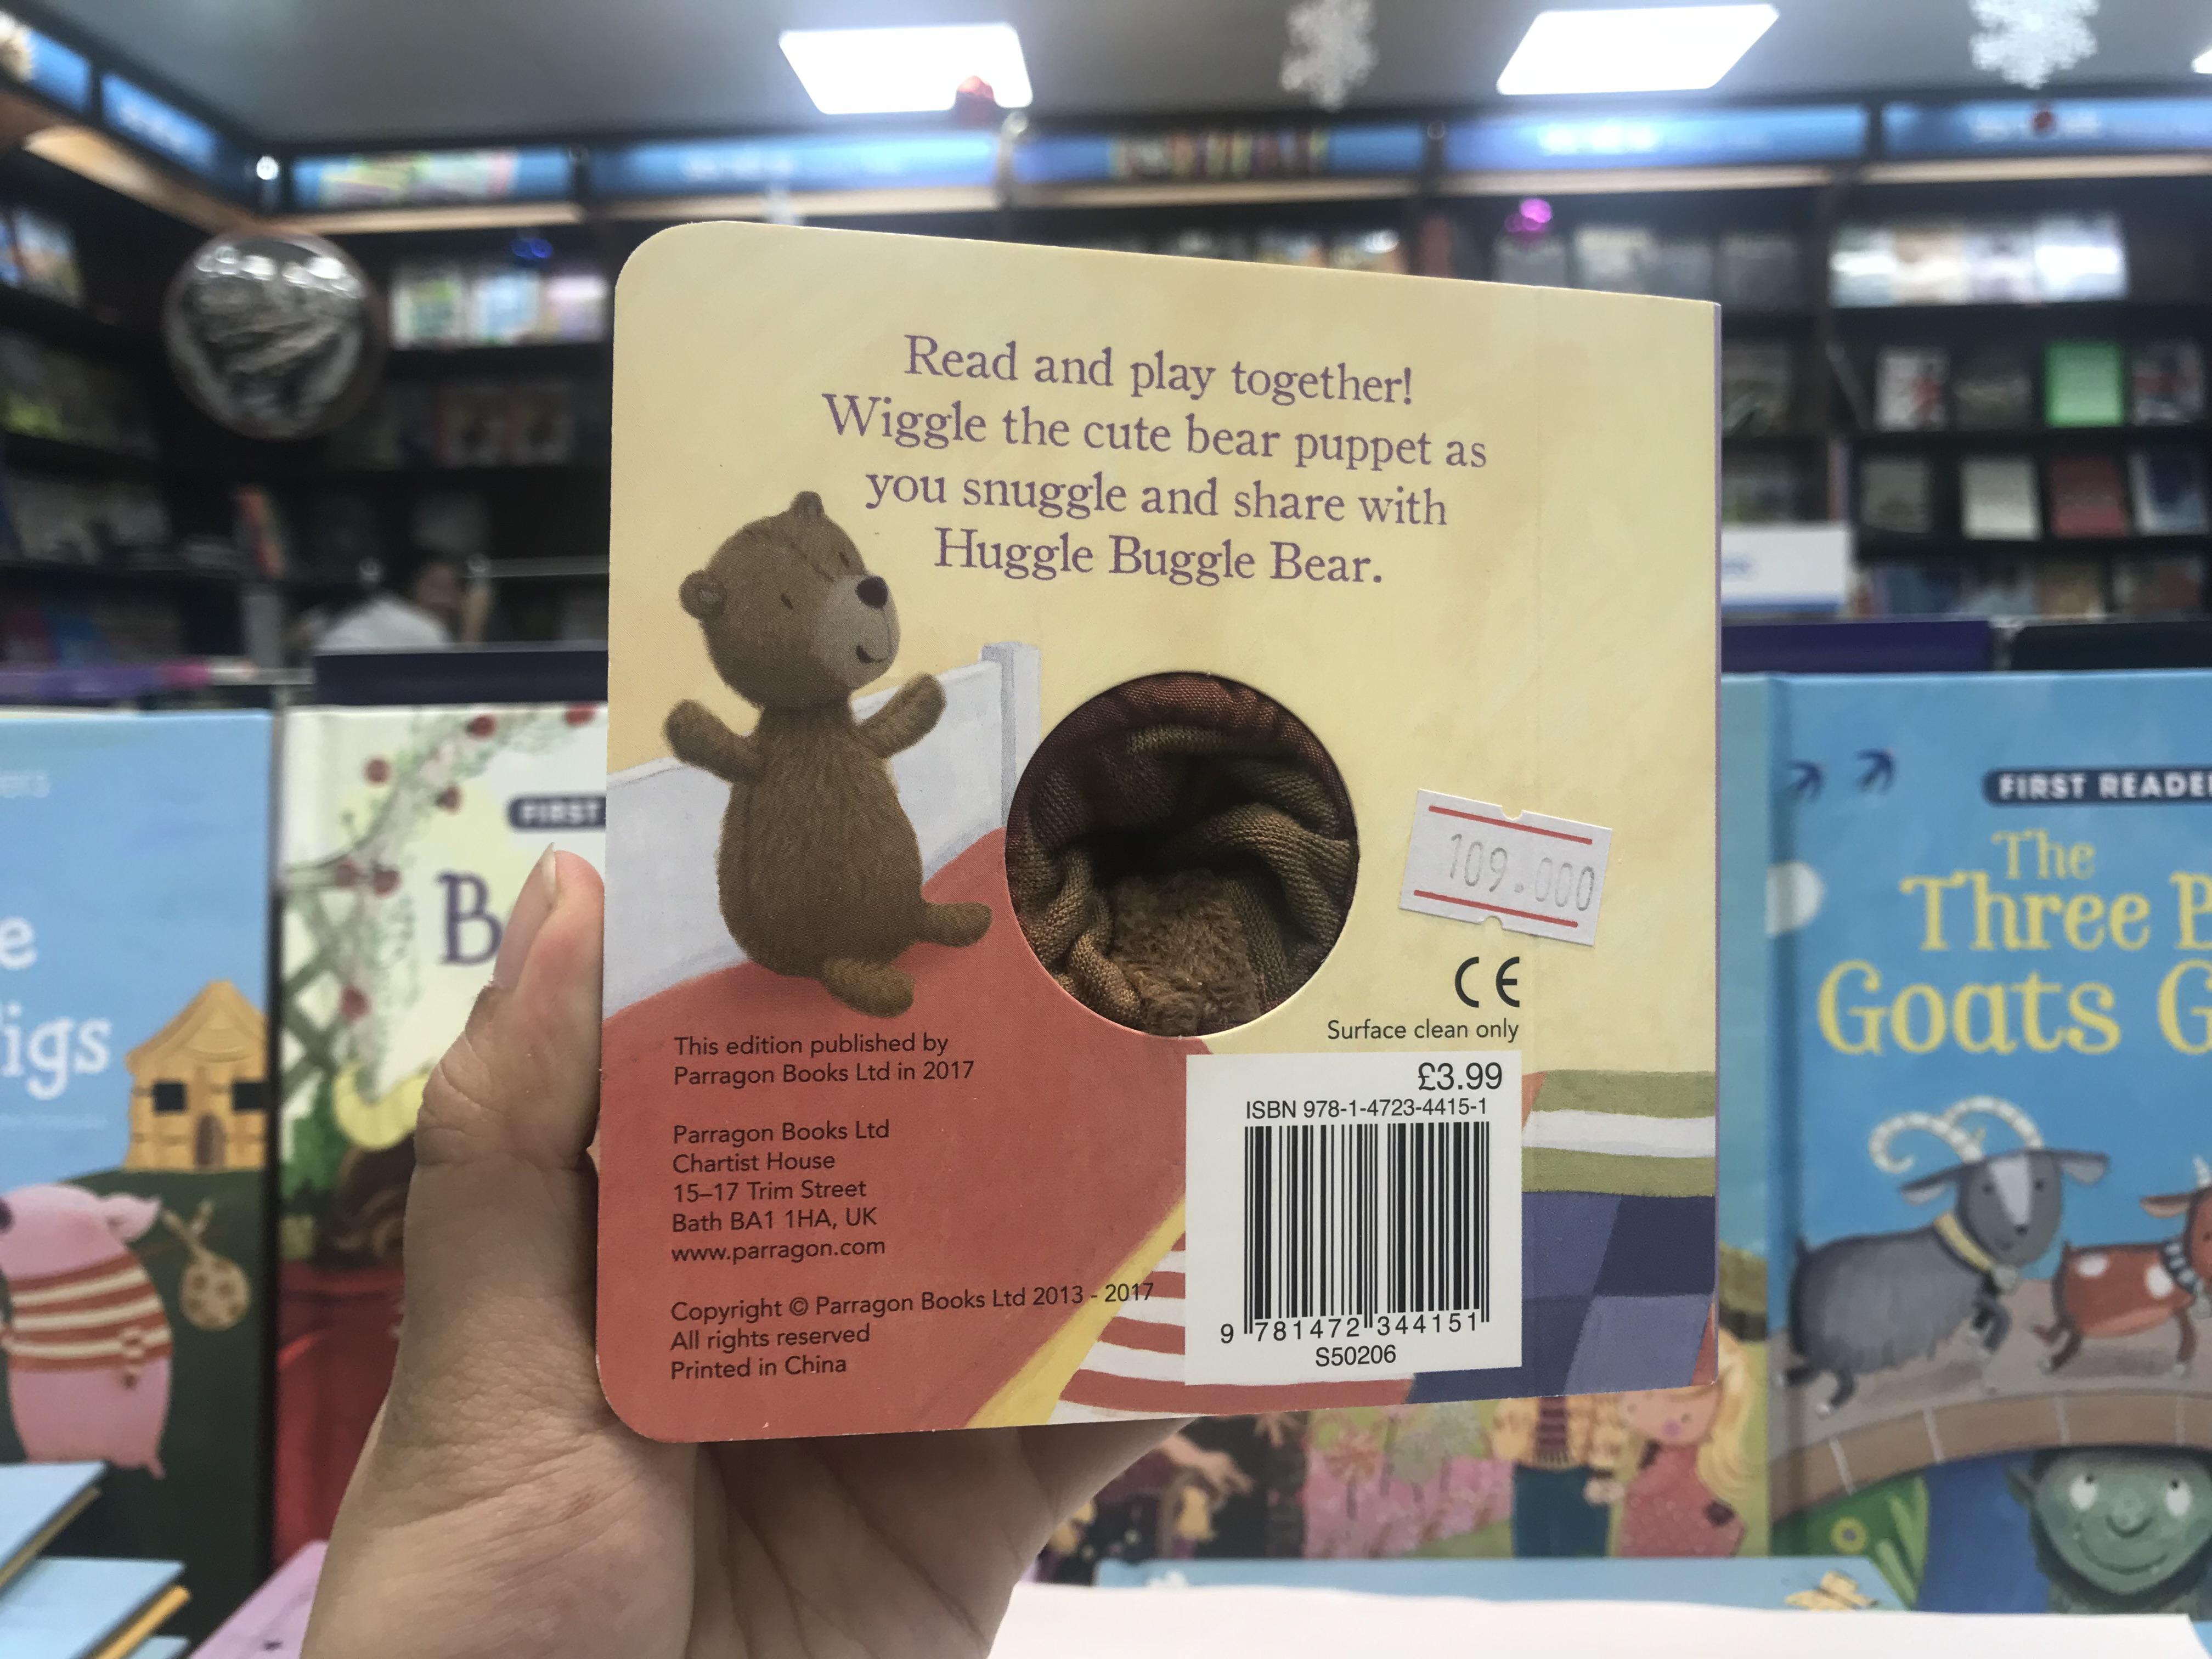 Read and play together!
Wiggle the cute bear puppet as
you snuggle and share with
Huggle Buggle Bear.
109.000
CE
Surface clean only
This edition published by
Parragon Books Ltd in 2017
Parragon Books Ltd
Chartist House
15–17 Trim Street
Bath BA1 1HA, UK
www.parragon.com
Copyright © Parragon Books Ltd 2013 - 2017
All rights reserved
Printed in China
£3.99
ISBN 978-1-4723-4415-1
9 781472 344151
S50206
FIRST
B
igs
FIRST READE
The
Three B
Goats G